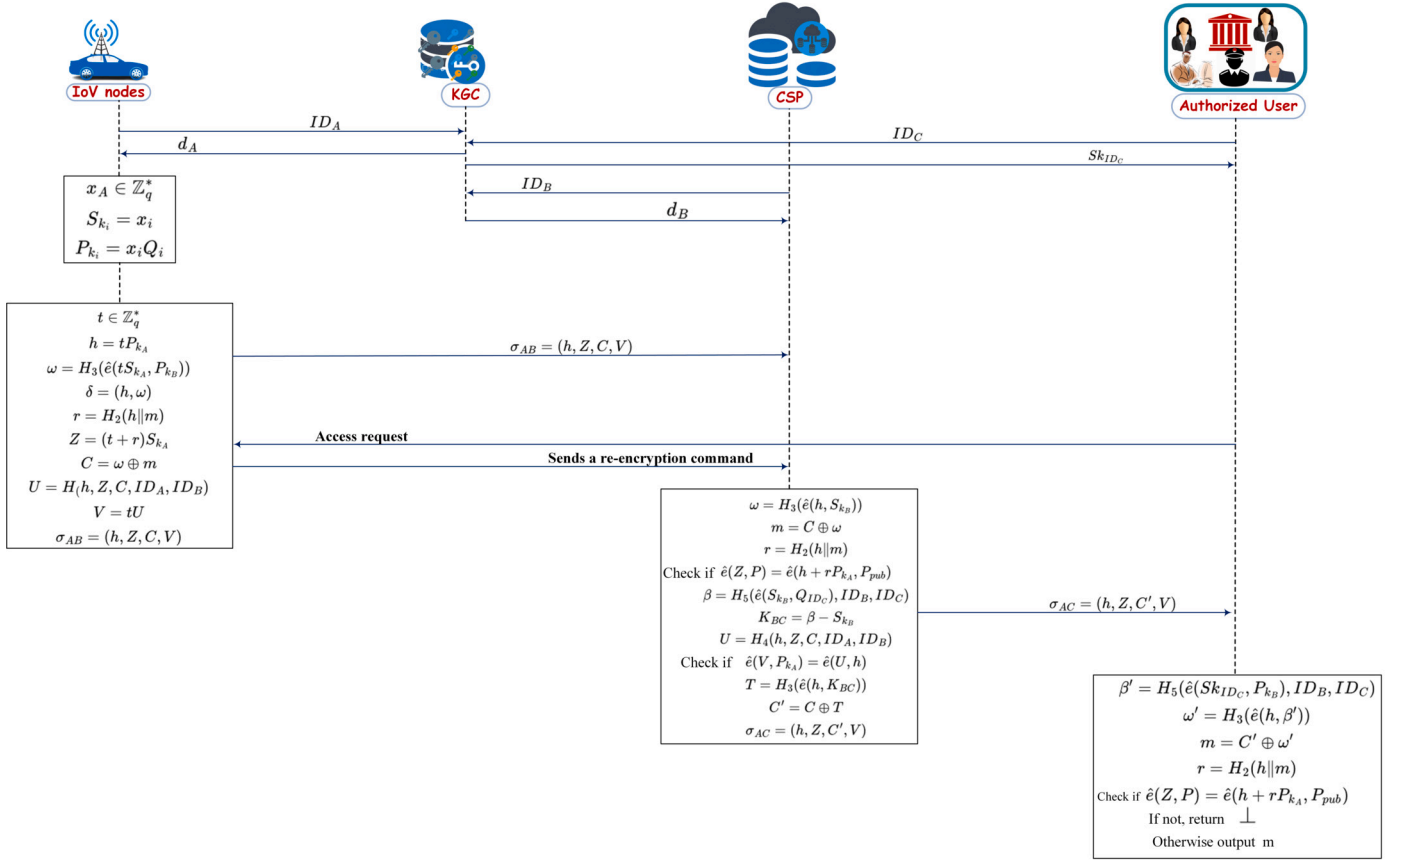 IoV nodes
KGC
CSP
Authorized User
ID_A
ID_C
d_A
Sk_{ID_C}
ID_B
d_B
x_A ∈ ℤ_q^*
S_{k_i} = x_i
P_{k_i} = x_iQ_i
t ∈ ℤ_q^*
h = tP_{k_A}
ω = H_3(ê(tS_{k_A}, P_{k_B}))
δ = (h, ω)
r = H_2(h‖m)
Z = (t + r)S_{k_A}
C = ω ⊕ m
U = H_(h, Z, C, ID_A, ID_B)
V = tU
σ_{AB} = (h, Z, C, V)
σ_{AB} = (h, Z, C, V)
Access request
Sends a re-encryption command
ω = H_3(ê(h, S_{k_B}))
m = C ⊕ ω
r = H_2(h‖m)
Check if ê(Z, P) = ê(h + rP_{k_A}, P_{pub})
β = H_5(ê(S_{k_B}, Q_{ID_C}), ID_B, ID_C)
K_{BC} = β − S_{k_B}
U = H_4(h, Z, C, ID_A, ID_B)
Check if ê(V, P_{k_A}) = ê(U, h)
T = H_3(ê(h, K_{BC}))
C′ = C ⊕ T
σ_{AC} = (h, Z, C′, V)
σ_{AC} = (h, Z, C′, V)
β′ = H_5(ê(Sk_{ID_C}, P_{k_B}), ID_B, ID_C)
ω′ = H_3(ê(h, β′))
m = C′ ⊕ ω′
r = H_2(h‖m)
Check if ê(Z, P) = ê(h + rP_{k_A}, P_{pub})
If not, return ⊥
Otherwise output m